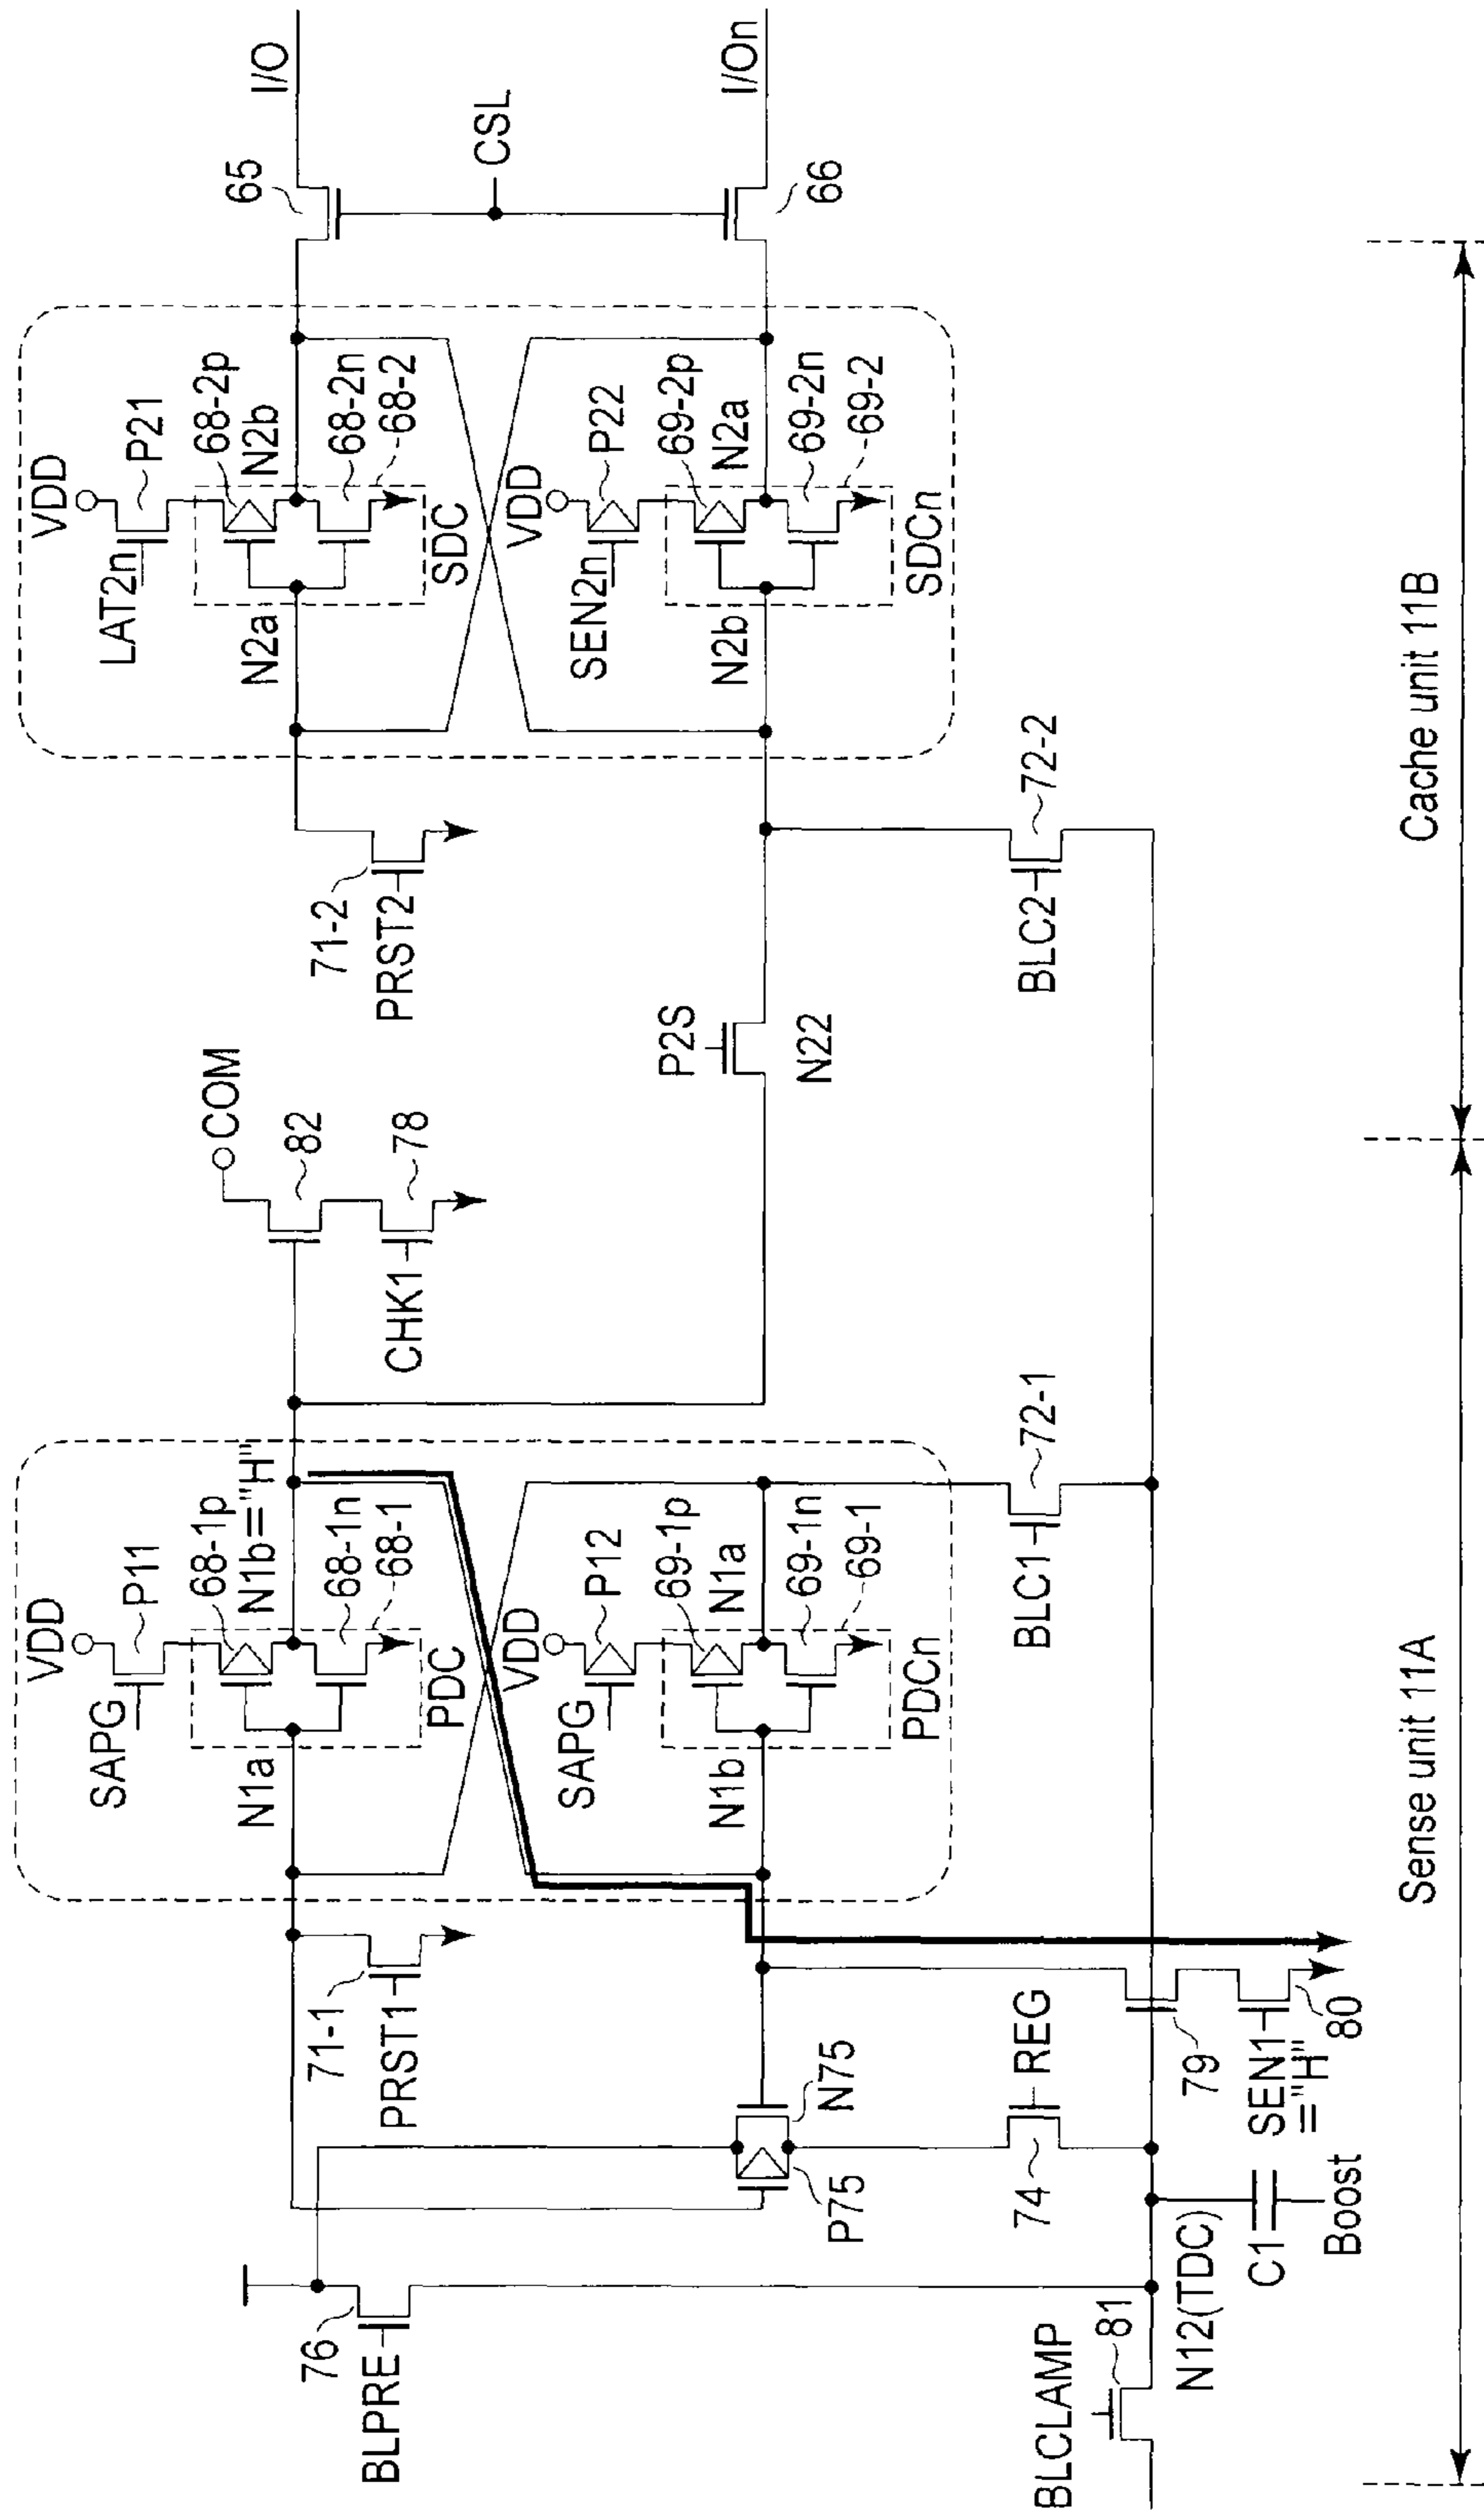 I/O
I/On
CSL
65
66
VDD
P21
LAT2n
68-2p
N2b
68-2n
68-2
N2a
SDC
VDD
P22
SEN2n
69-2p
N2a
69-2n
69-2
N2b
SDCn
71-2
PRST2
P2S
N22
BLC2
72-2
COM
82
78
CHK1
VDD
P11
SAPG
68-1p
N1b="H"
68-1n
68-1
N1a
PDC
VDD
P12
SAPG
69-1p
N1a
69-1n
69-1
N1b
PDCn
BLC1
72-1
71-1
PRST1
N75
P75
REG
74
79
SEN1
="H"
80
76
BLPRE
BLCLAMP
81
N12(TDC)
C1
Boost
Sense unit 11A
Cache unit 11B